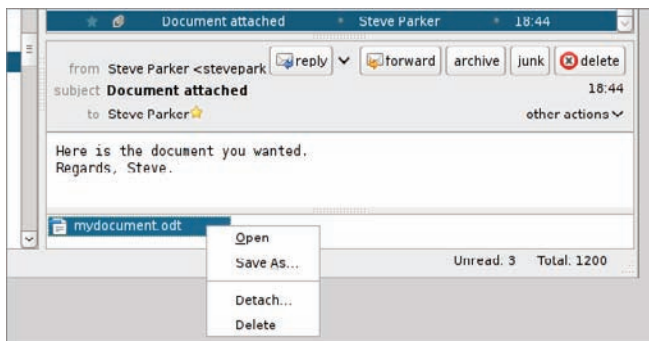 Document attached • Steve Parker • 18:44
from Steve Parker <stevepark reply forward archive junk delete
subject Document attached 18:44
to Steve Parker other actions
Here is the document you wanted.
Regards, Steve.
mydocument.odt
Open
Save As...
Unread: 3 Total: 1200
Detach...
Delete